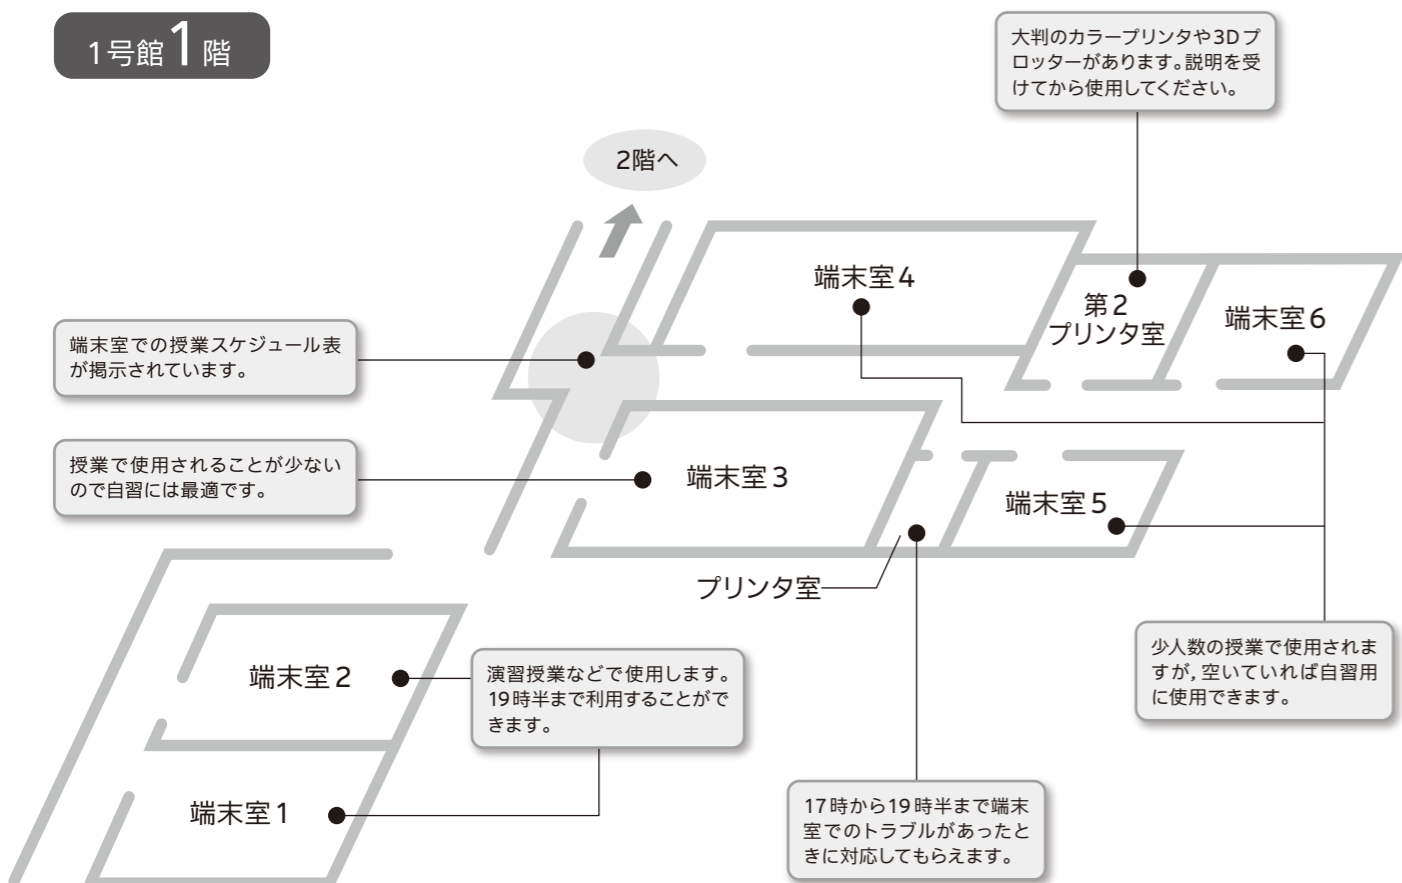 1号館1階
大判のカラープリンタや3Dプ
ロッターがあります。説明を受
けてから使用してください。
2階へ
端末室4
第2
プリンタ室
端末室6
端末室での授業スケジュール表
が掲示されています。
授業で使用されることが少ない
ので自習には最適です。
端末室3
端末室5
プリンタ室
端末室2
演習授業などで使用します。
19時半まで利用することがで
きます。
少人数の授業で使用されま
すが,空いていれば自習用
に使用できます。
端末室1
17時から19時半まで端末
室でのトラブルがあったと
きに対応してもらえます。